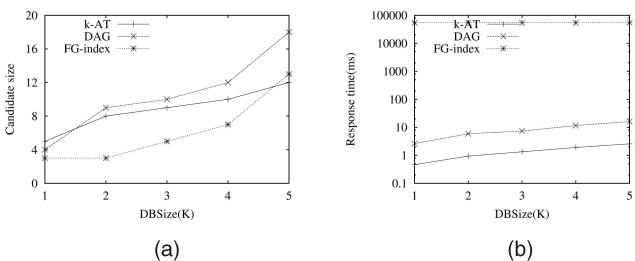 20
16
12
8
4
0
Candidate size
k-AT
DAG
FG-index
1 2 3 4 5
DBSize(K)
(a)
100000
10000
1000
100
10
1
0.1
Response time(ms)
k-AT
DAG
FG-index
1 2 3 4 5
DBSize(K)
(b)